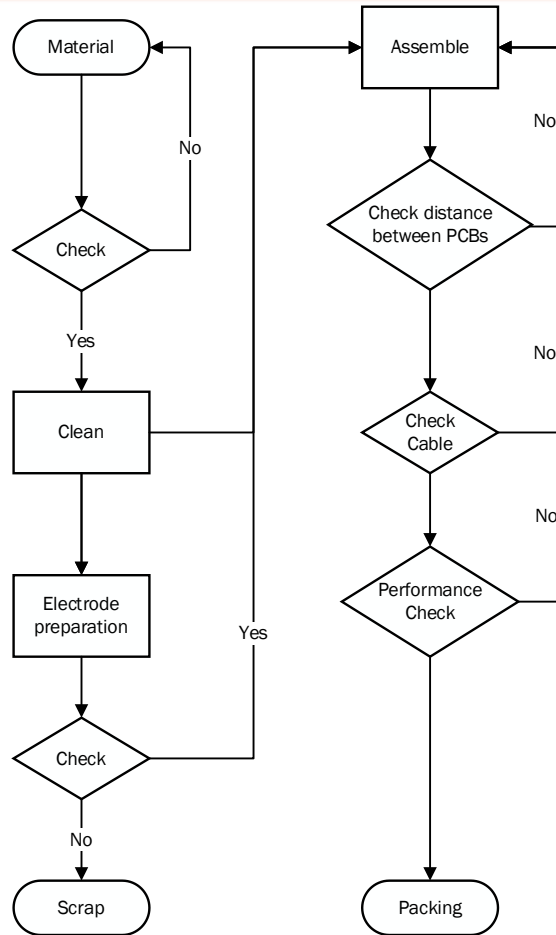 Material
No
Check
Yes
Clean
Electrode
preparation
Yes
Check
No
Scrap
Assemble
No
Check distance
between PCBs
No
Check
Cable
No
Performance
Check
Packing